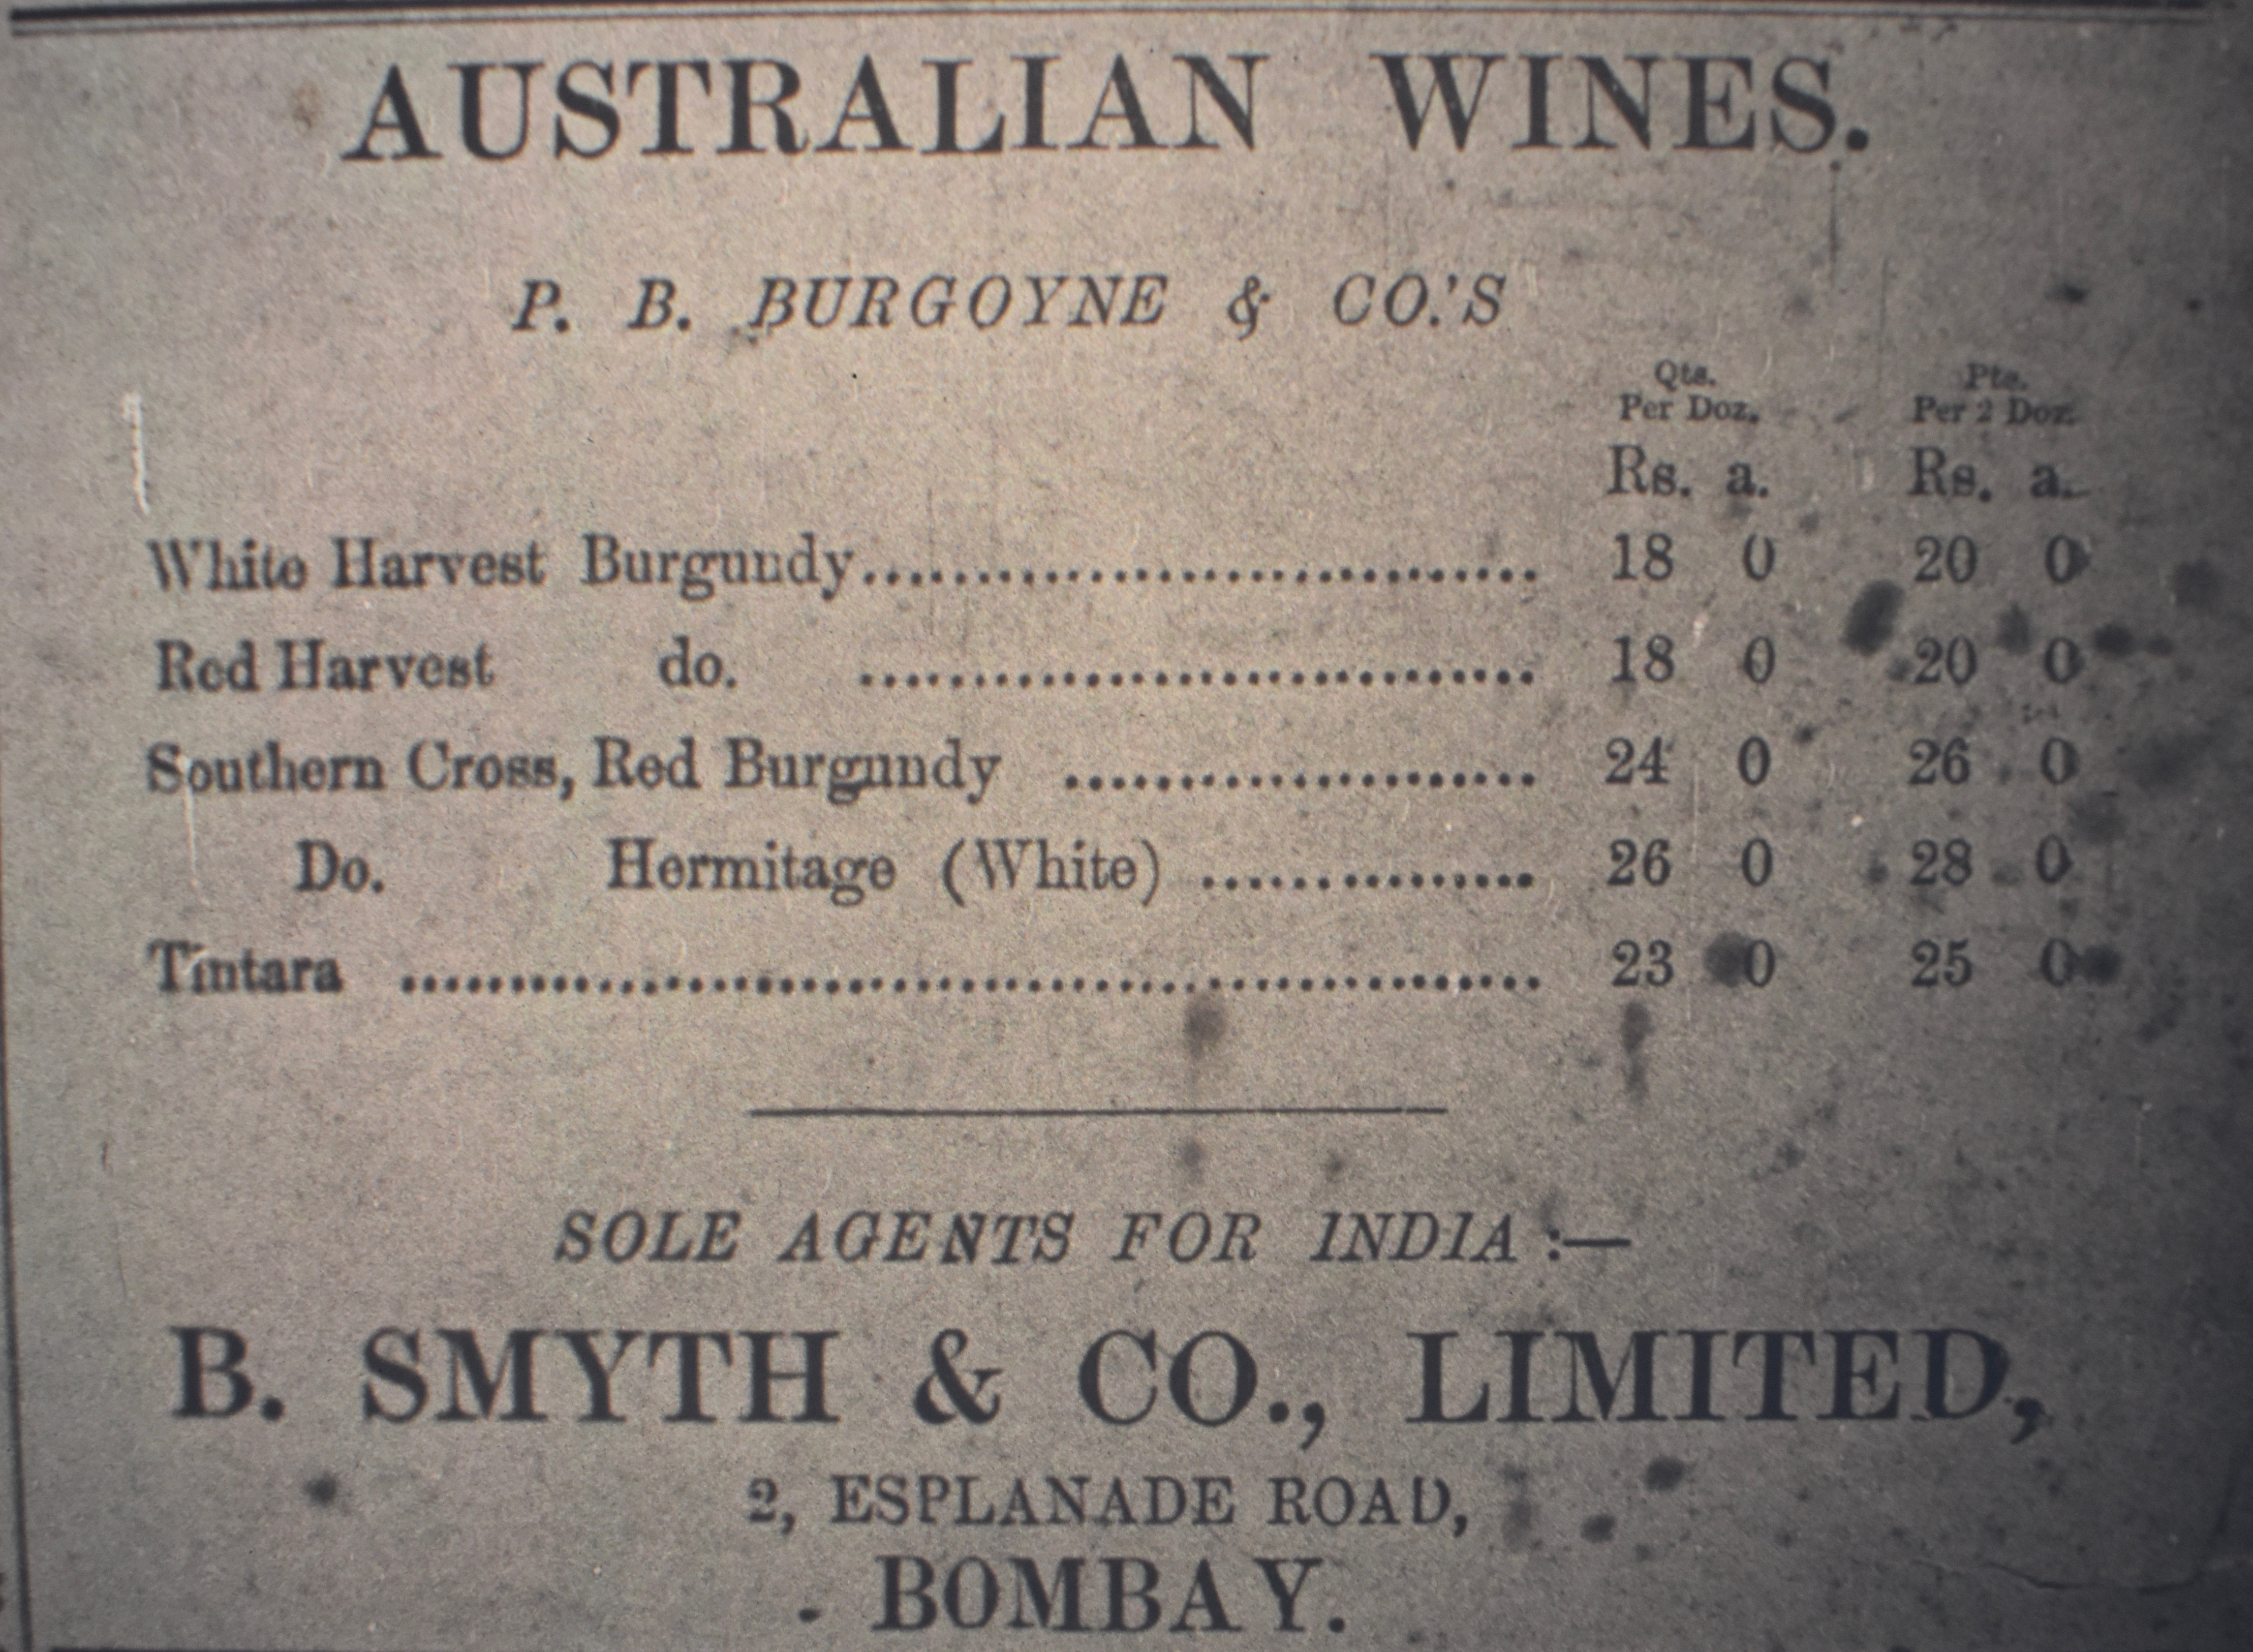 AUSTRALIAN WINES.
P. B. BURGOYNE & CO.'S
Qts. Pts.
Per Doz. Per 2 Doz.
Rs. a. Rs. a.
White Harvest Burgundy.............................. 18 0 20 0
Red Harvest do. .............................. 18 0 20 0
Southern Cross, Red Burgundy ..................... 24 0 26 0
Do. Hermitage (White) ............... 26 0 28 0
Tintara .................................................. 23 0 25 0
SOLE AGENTS FOR INDIA :—
B. SMYTH & CO., LIMITED,
2, ESPLANADE ROAD,
BOMBAY.